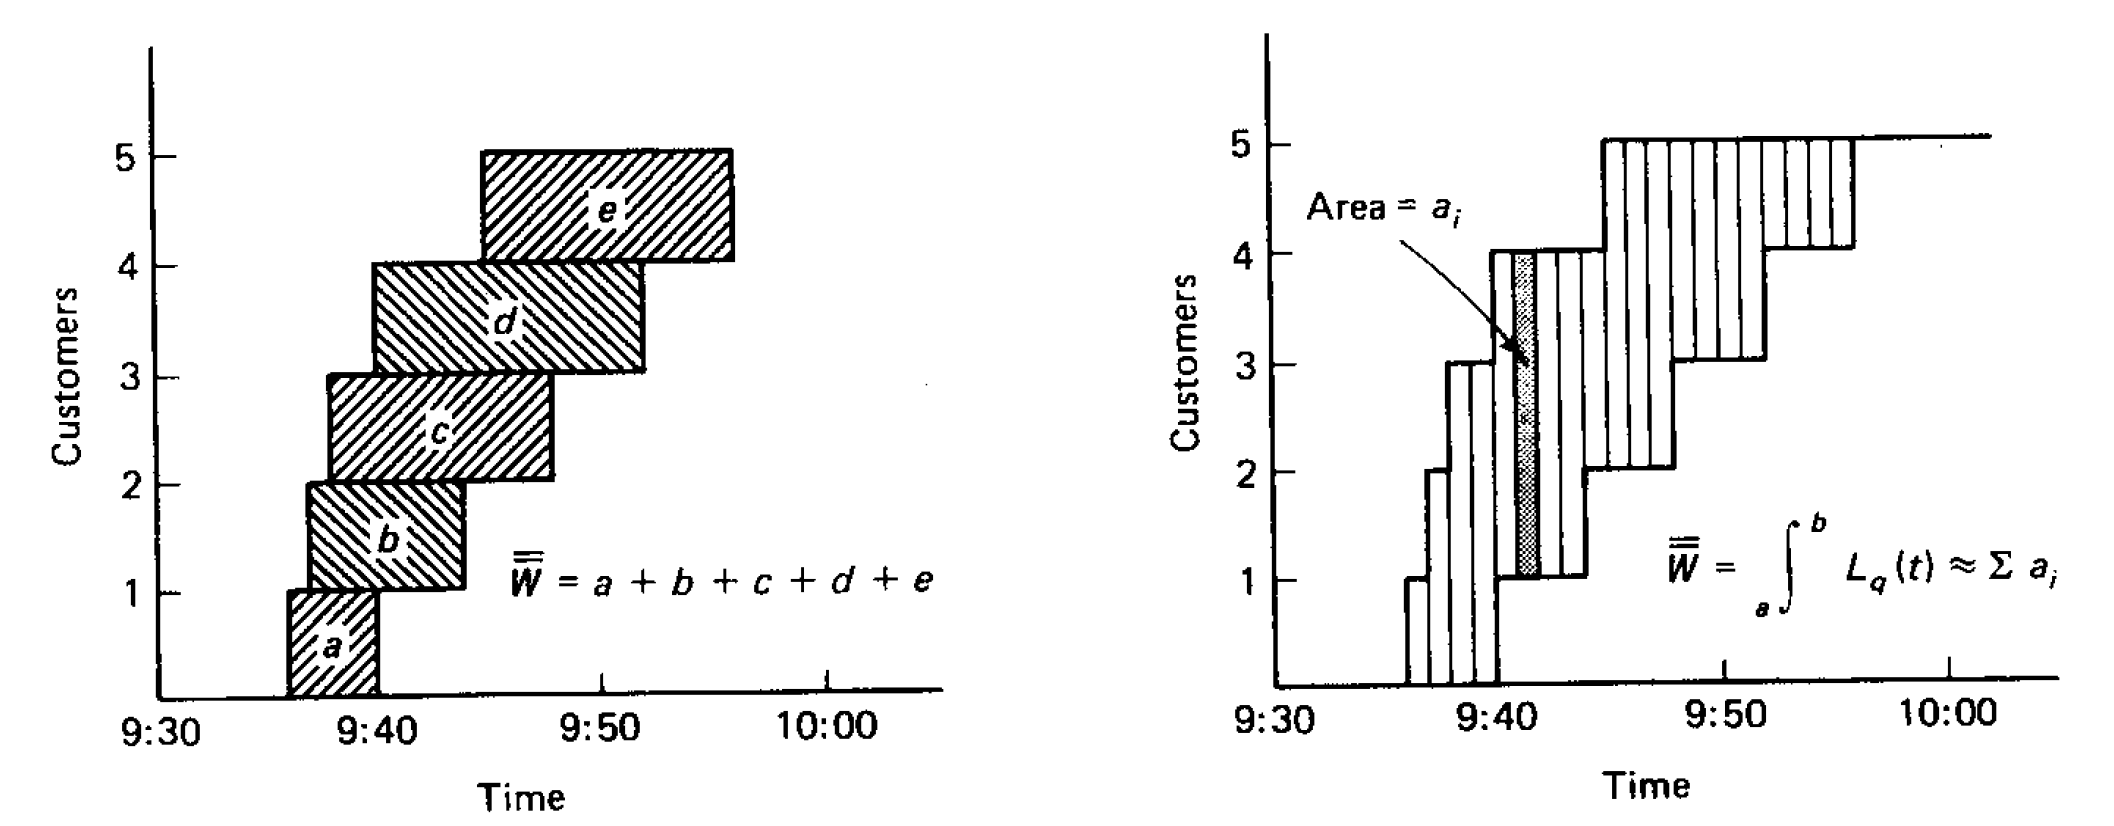 5
4
3
2
1
Customers
e
d
c
b
a
W = a + b + c + d + e
9:30 9:40 9:50 10:00
Time
5
4
3
2
1
Customers
Area = aᵢ
W = ∫ₐᵇ L_q (t) ≈ Σ aᵢ
9:30 9:40 9:50 10:00
Time